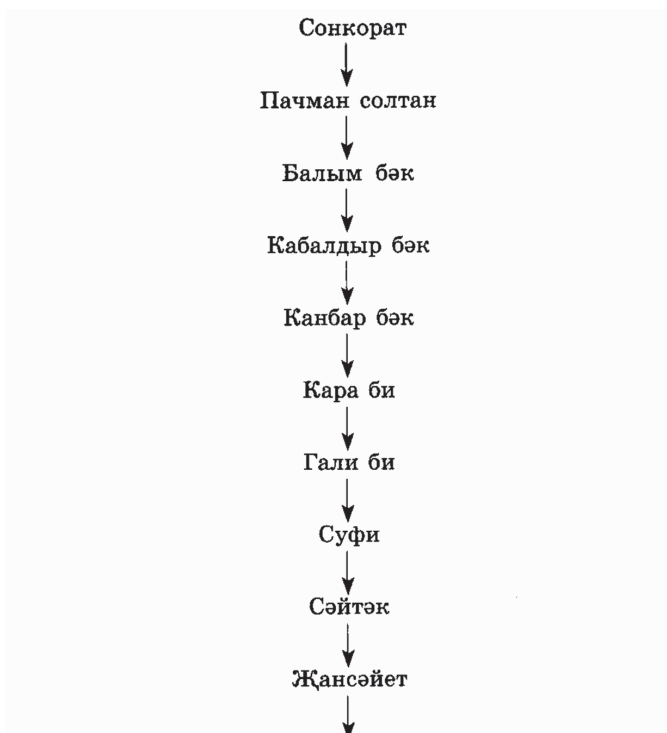 Сонкорат
Пачман солтан
Балым бәк
Кабалдыр бәк
Канбар бәк
Кара би
Гали би
Суфи
Сәйтәк
Җансәйет